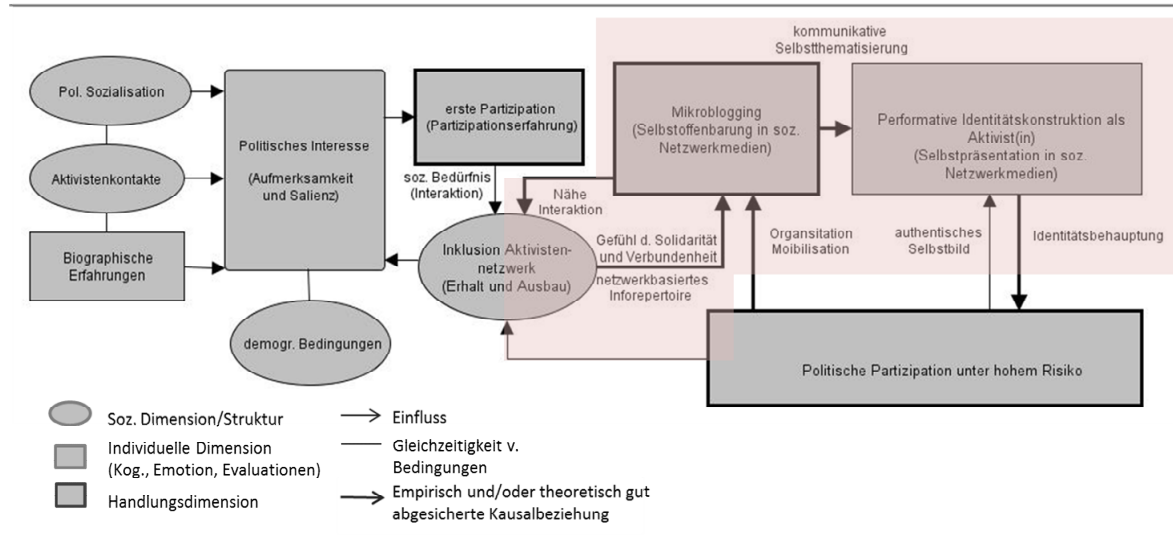 kommunikative
Selbstthematisierung
Pol. Sozialisation
Aktivistenkontakte
Biographische
Erfahrungen
Politisches Interesse
(Aufmerksamkeit
und Salienz)
demogr. Bedingungen
erste Partizipation
(Partizipationserfahrung)
soz. Bedürfnis
(Interaktion)
Nähe
Interaktion
Inklusion Aktivisten-
netzwerk
(Erhalt und Ausbau)
Gefühl d. Solidarität
und Verbundenheit
netzwerkbasiertes
Inforepertoire
Mikroblogging
(Selbstoffenbarung in soz.
Netzwerkmedien)
Performative Identitätskonstruktion als
Aktivist(in)
(Selbstpräsentation in soz.
Netzwerkmedien)
Organsitation
Moibilisation
authentisches
Selbstbild
Identitätsbehauptung
Politische Partizipation unter hohem Risiko
Soz. Dimension/Struktur
Individuelle Dimension
(Kog., Emotion, Evaluationen)
Handlungsdimension
Einfluss
Gleichzeitigkeit v.
Bedingungen
Empirisch und/oder theoretisch gut
abgesicherte Kausalbeziehung